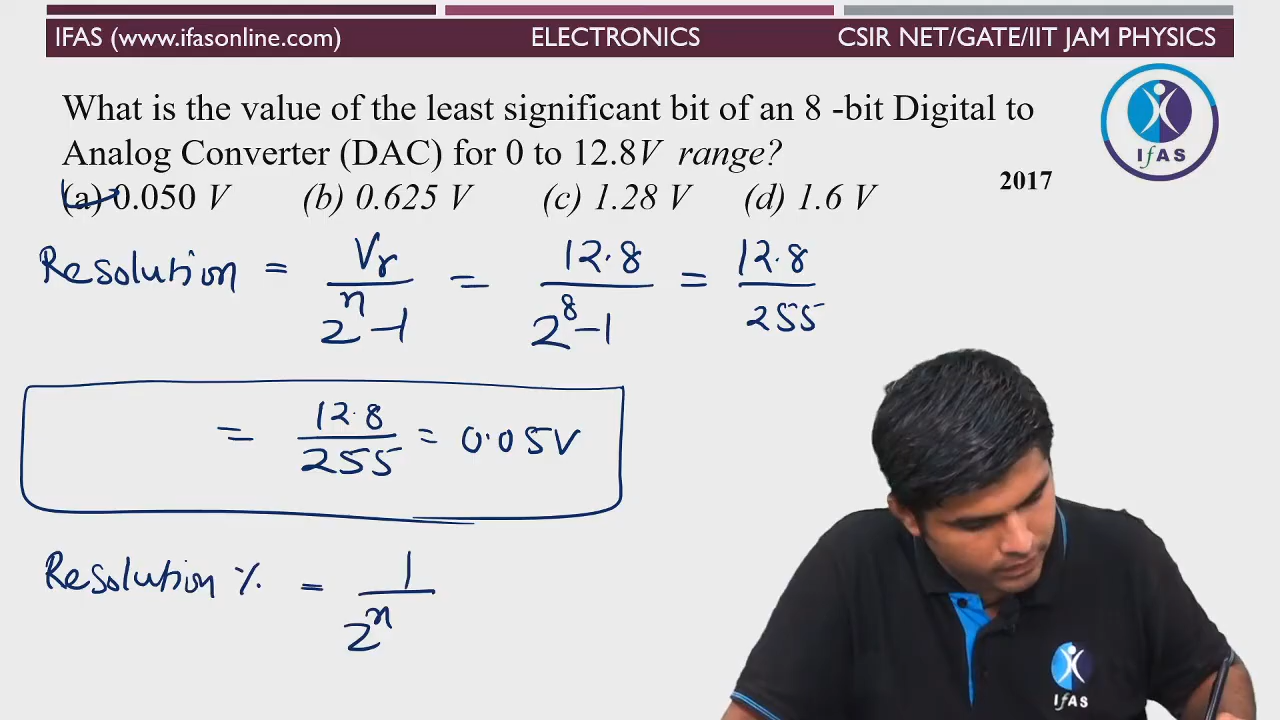 IFAS (www.ifasonline.com) ELECTRONICS CSIR NET/GATE/IIT JAM PHYSICS
What is the value of the least significant bit of an 8 -bit Digital to
Analog Converter (DAC) for 0 to 12.8V range?
2017
(a) 0.050 V (b) 0.625 V (c) 1.28 V (d) 1.6 V
IfAS
Resolution = Vr / 2^n - 1 = 12.8 / 2^8 - 1 = 12.8 / 255
= 12.8 / 255 = 0.05V
Resolution % = 1 / 2^n
IfAS